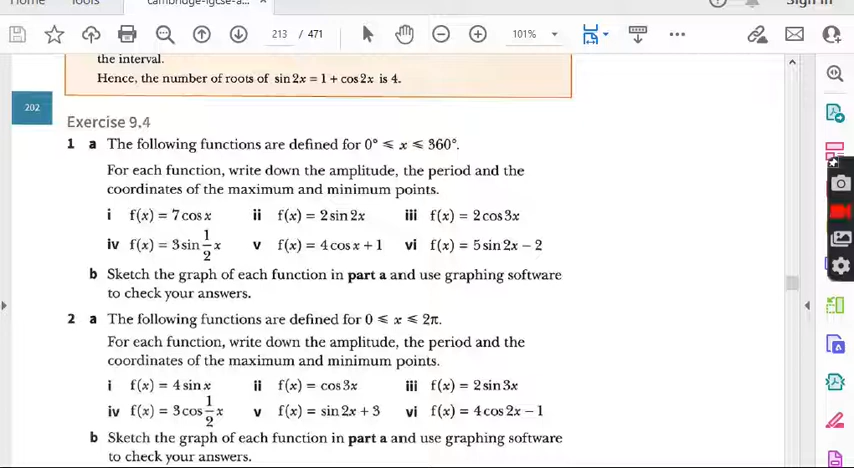 Home Tools cambridge-igcse-a... × Sign in
213 / 471 101%
the interval.
Hence, the number of roots of sin 2x = 1 + cos 2x is 4.
202
Exercise 9.4
1 a The following functions are defined for 0° ⩽ x ⩽ 360°.
For each function, write down the amplitude, the period and the
coordinates of the maximum and minimum points.
i f(x) = 7 cos x ii f(x) = 2 sin 2x iii f(x) = 2 cos 3x
iv f(x) = 3 sin 1/2 x v f(x) = 4 cos x + 1 vi f(x) = 5 sin 2x − 2
b Sketch the graph of each function in part a and use graphing software
to check your answers.
2 a The following functions are defined for 0 ⩽ x ⩽ 2π.
For each function, write down the amplitude, the period and the
coordinates of the maximum and minimum points.
i f(x) = 4 sin x ii f(x) = cos 3x iii f(x) = 2 sin 3x
iv f(x) = 3 cos 1/2 x v f(x) = sin 2x + 3 vi f(x) = 4 cos 2x − 1
b Sketch the graph of each function in part a and use graphing software
to check your answers.